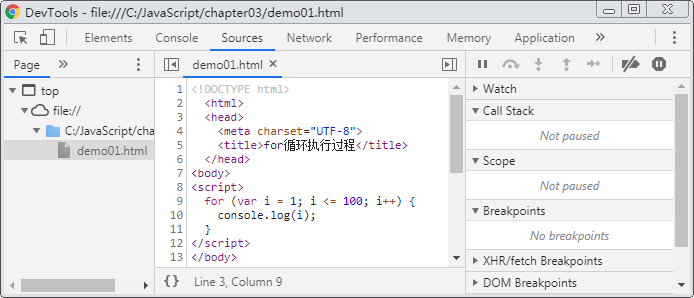 DevTools - file:///C:/JavaScript/chapter03/demo01.html
Elements Console Sources Network Performance Memory Application »
Page »
top
file://
C:/JavaScript/cha
demo01.html
demo01.html ×
1 <!DOCTYPE html>
2 <html>
3 <head>
4 <meta charset="UTF-8">
5 <title>for循环执行过程</title>
6 </head>
7 <body>
8 <script>
9 for (var i = 1; i <= 100; i++) {
10 console.log(i);
11 }
12 </script>
13 </body>
{} Line 3, Column 9
Watch
Call Stack
Not paused
Scope
Not paused
Breakpoints
No breakpoints
XHR/fetch Breakpoints
DOM Breakpoints